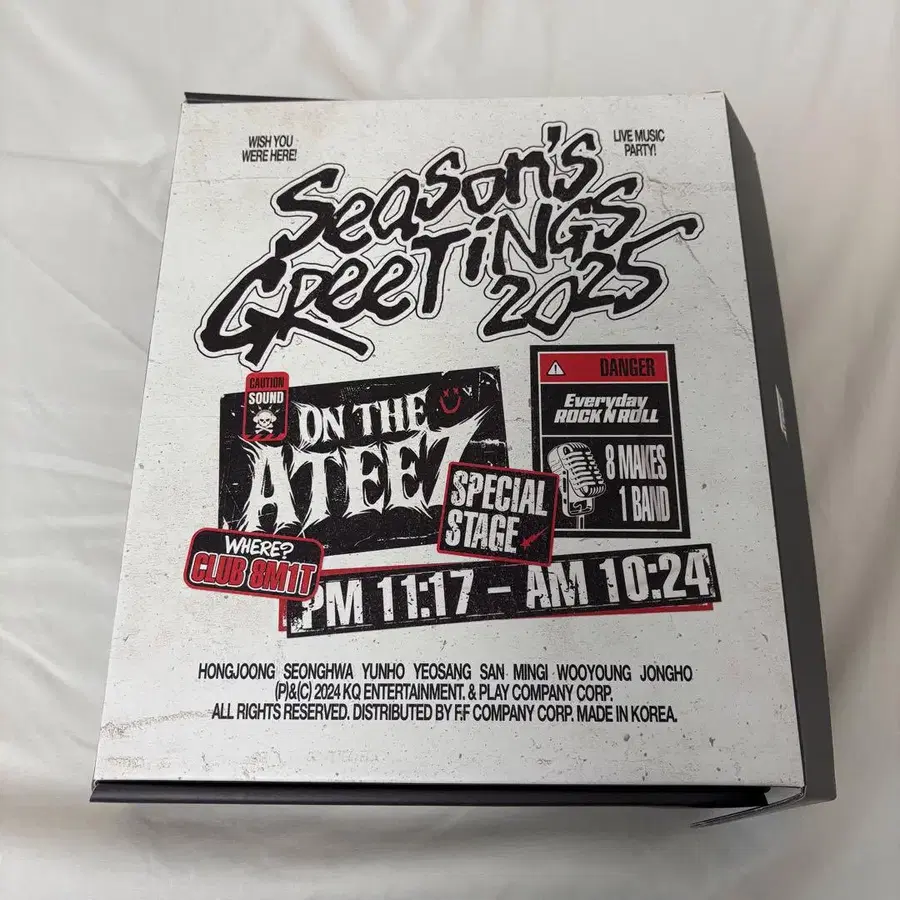 WISH YOU
WERE HERE!
LIVE MUSIC
PARTY!
Season's
GReeTiNGS
2025
CAUTION
SOUND
ON THE
ATEEZ
SPECIAL
STAGE
DANGER
Everyday
ROCK N ROLL
8 MAKES
1 BAND
WHERE?
CLUB 8M1T
PM 11:17 – AM 10:24
HONGJOONG SEONGHWA YUNHO YEOSANG SAN MINGI WOOYOUNG JONGHO
(P)&(C) 2024 KQ ENTERTAINMENT. & PLAY COMPANY CORP.
ALL RIGHTS RESERVED. DISTRIBUTED BY F.F COMPANY CORP. MADE IN KOREA.